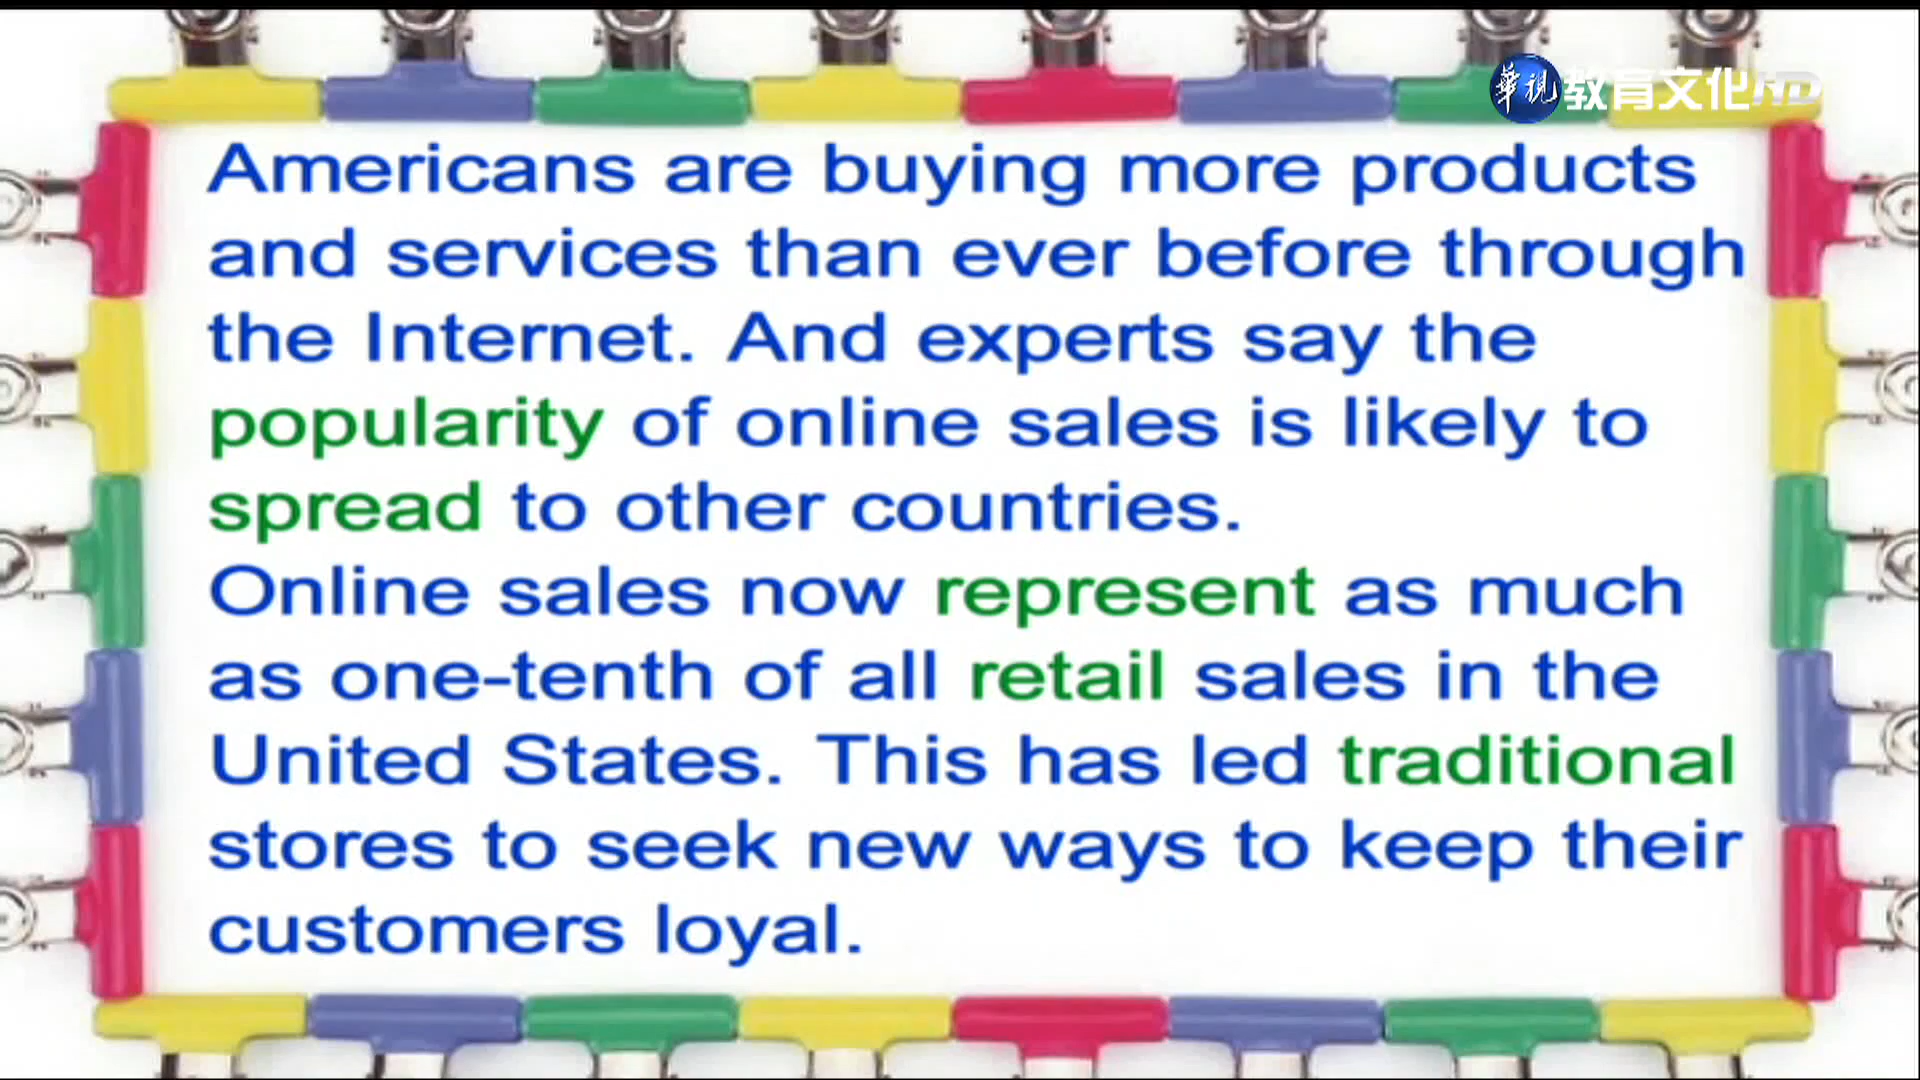 華視 教育文化HD
Americans are buying more products
and services than ever before through
the Internet. And experts say the
popularity of online sales is likely to
spread to other countries.
Online sales now represent as much
as one-tenth of all retail sales in the
United States. This has led traditional
stores to seek new ways to keep their
customers loyal.